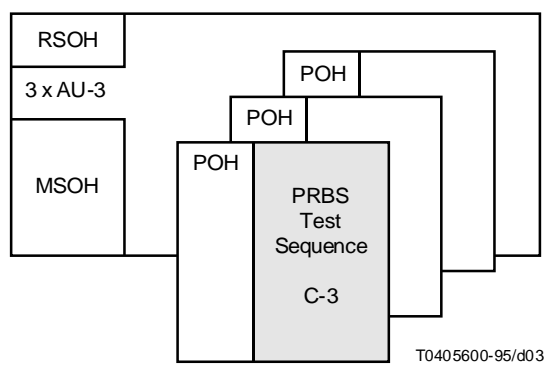 RSOH
3 x AU-3
MSOH
POH
POH
POH
PRBS
Test
Sequence
C-3
T0405600-95/d03